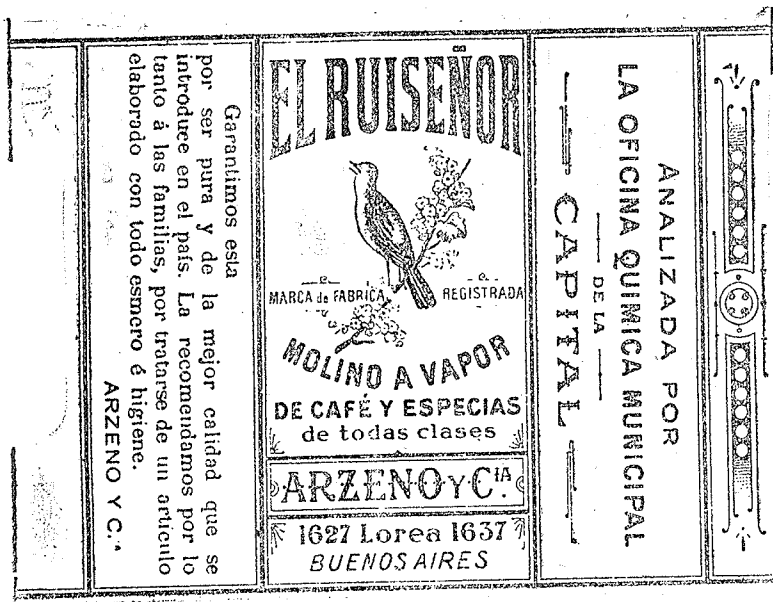 Garantimos esta
por ser pura y de la mejor calidad que se
introduce en el país. La recomendamos por lo
tanto á las familias, por tratarse de un artículo
elaborado con todo esmero é higiene.
ARZENO Y C.ª
EL RUISEÑOR
MARCA de FABRICA REGISTRADA
MOLINO A VAPOR
DE CAFÉ Y ESPECIAS
de todas clases
ARZENO Y Cᴵᴬ.
1627 Lorea 1637
BUENOS AIRES
ANALIZADA POR
LA OFICINA QUIMICA MUNICIPAL
DE LA
CAPITAL